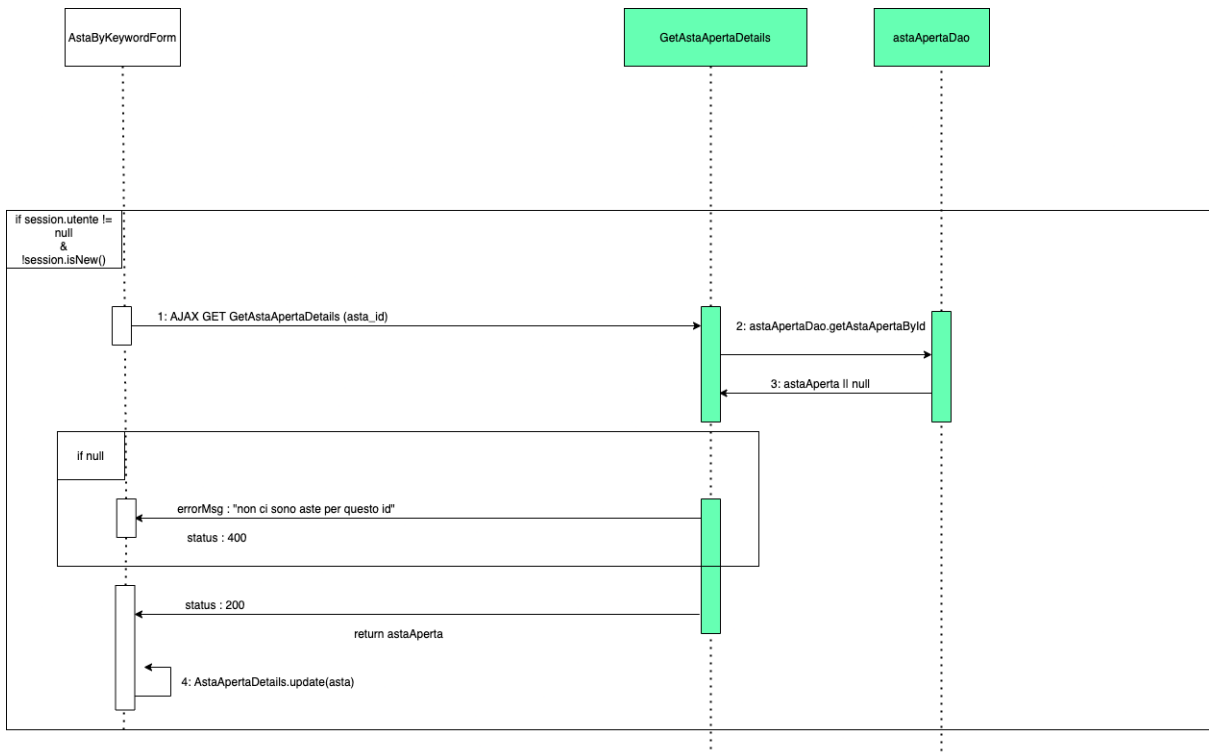 AstaByKeywordForm
GetAstaApertaDetails
astaApertaDao
if session.utente !=
null
&
!session.isNew()
1: AJAX GET GetAstaApertaDetails (asta_id)
2: astaApertaDao.getAstaApertaById
3: astaAperta || null
if null
errorMsg : "non ci sono aste per questo id"
status : 400
status : 200
return astaAperta
4: AstaApertaDetails.update(asta)